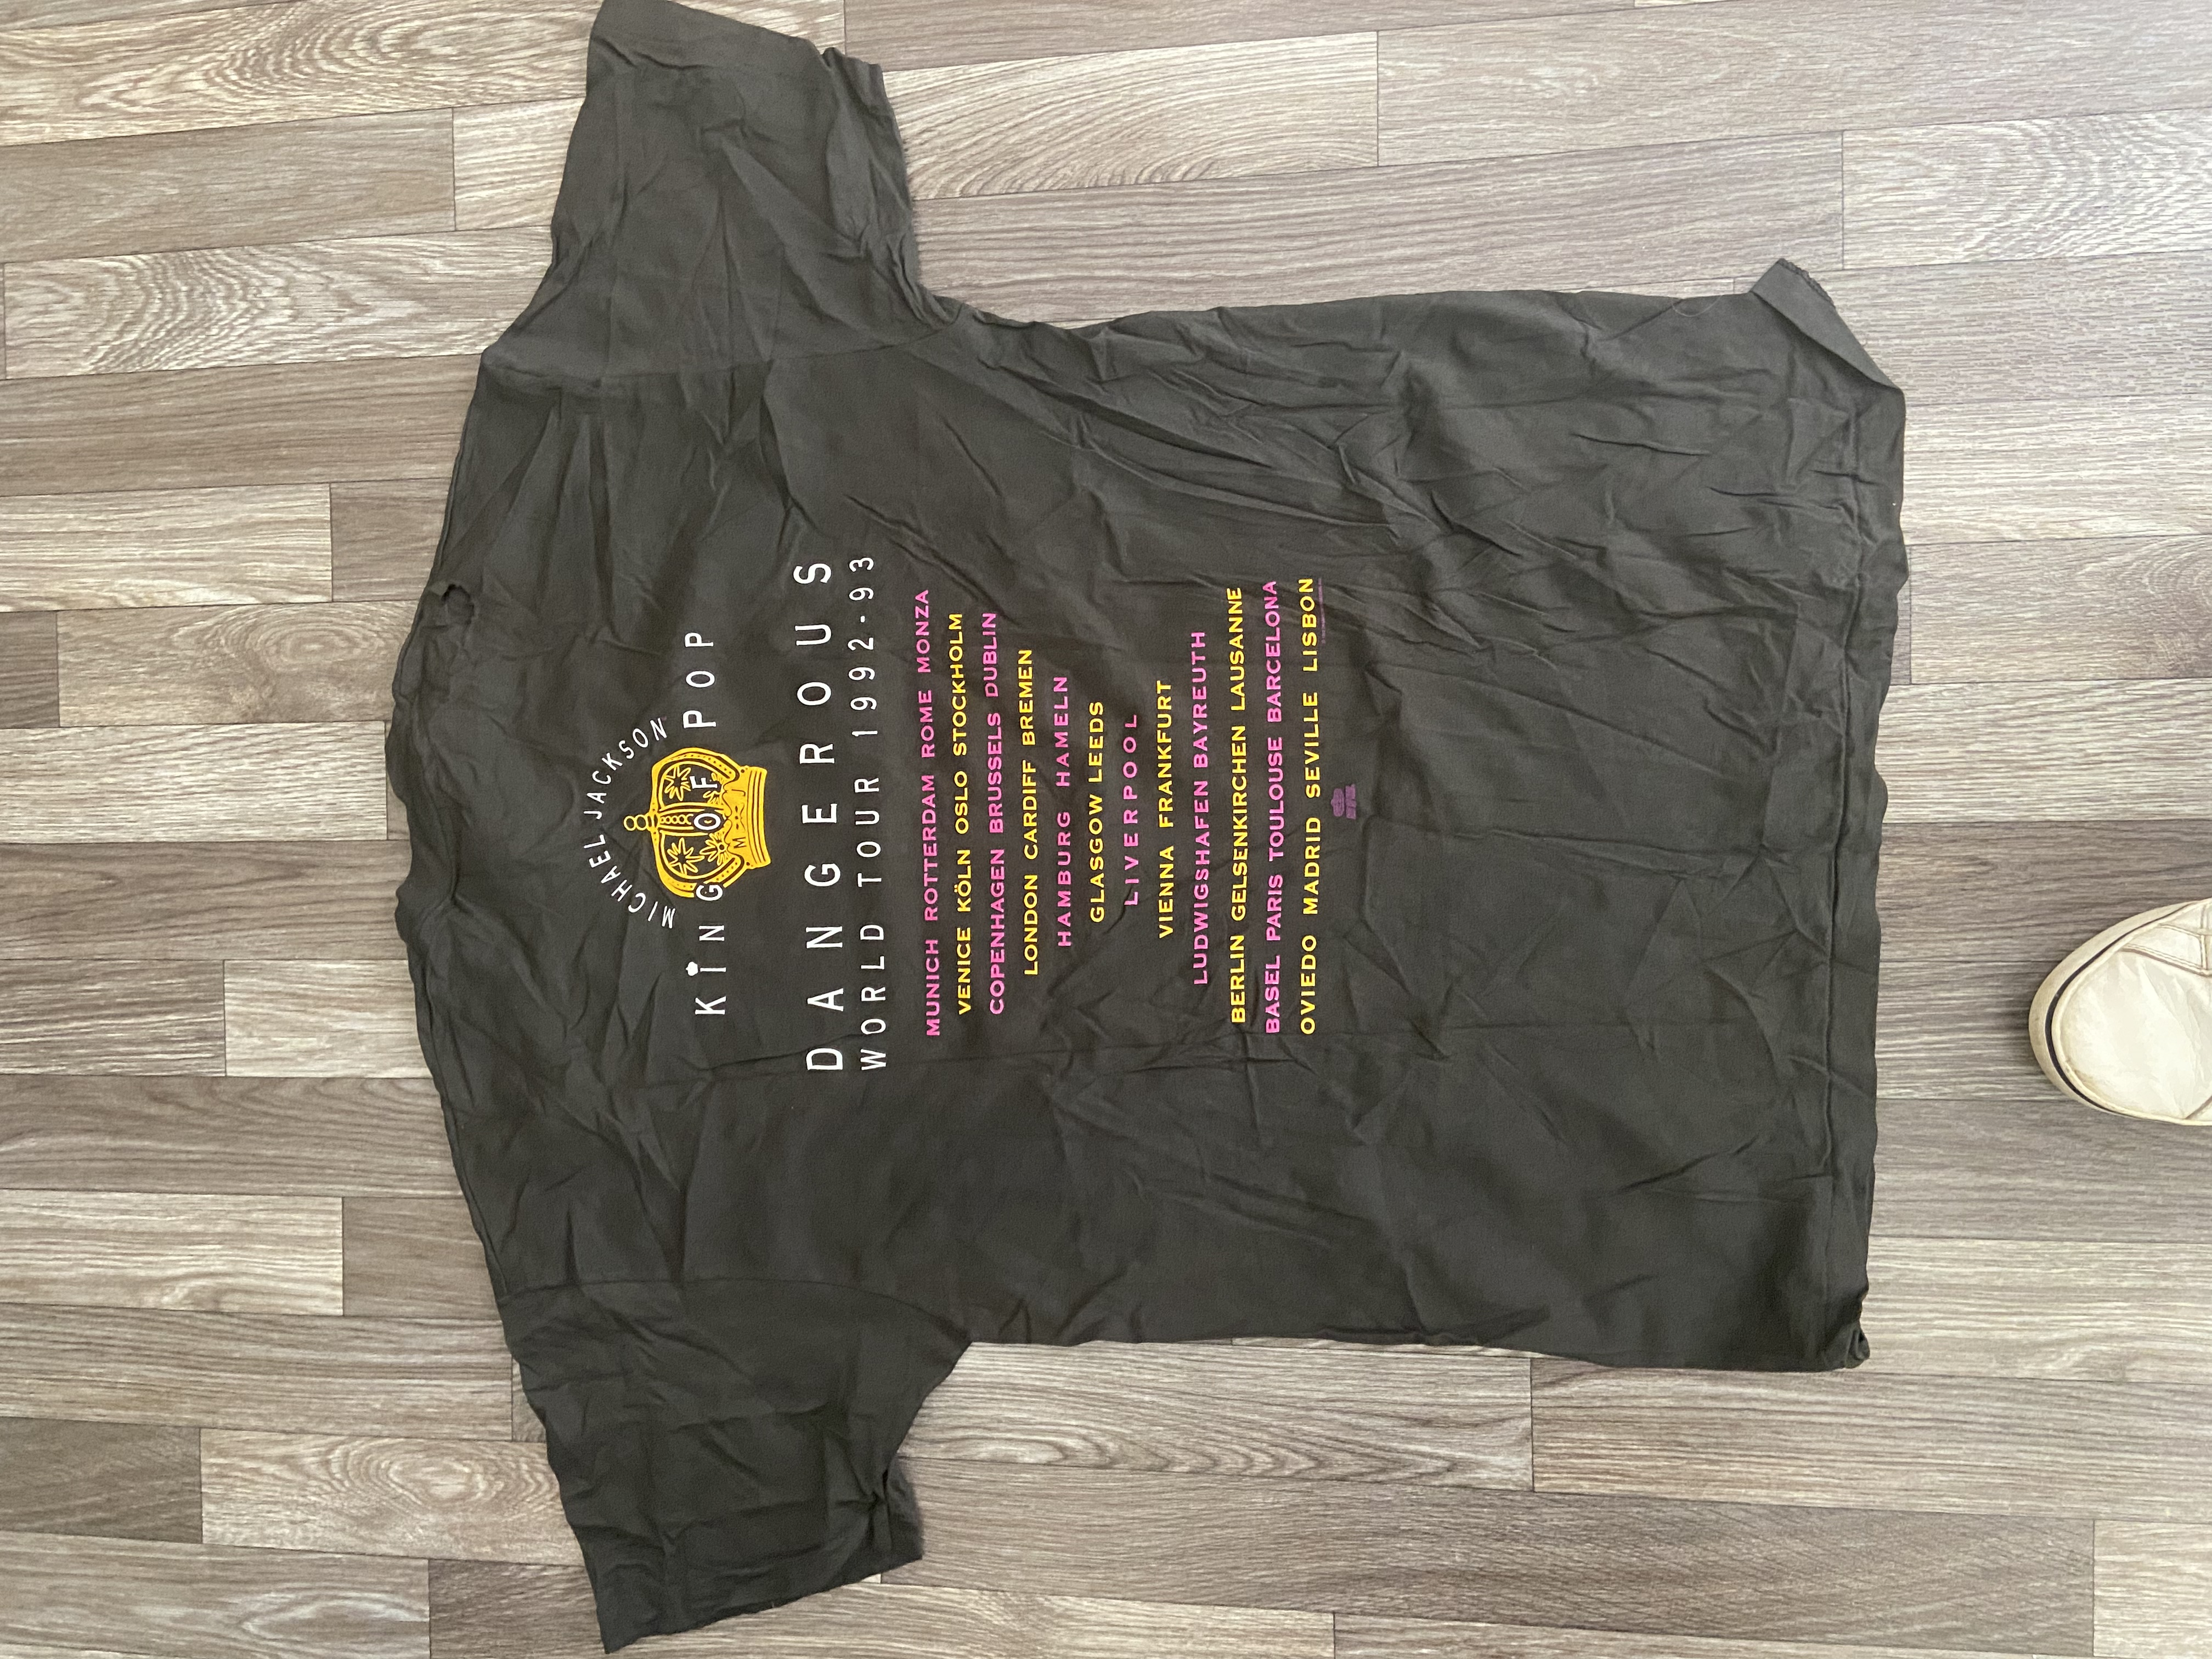 MICHAEL JACKSON
KING OF POP
M J
DANGEROUS
WORLD TOUR 1992-93
MUNICH ROTTERDAM ROME MONZA
VENICE KÖLN OSLO STOCKHOLM
COPENHAGEN BRUSSELS DUBLIN
LONDON CARDIFF BREMEN
HAMBURG HAMELN
GLASGOW LEEDS
LIVERPOOL
VIENNA FRANKFURT
LUDWIGSHAFEN BAYREUTH
BERLIN GELSENKIRCHEN LAUSANNE
BASEL PARIS TOULOUSE BARCELONA
OVIEDO MADRID SEVILLE LISBON